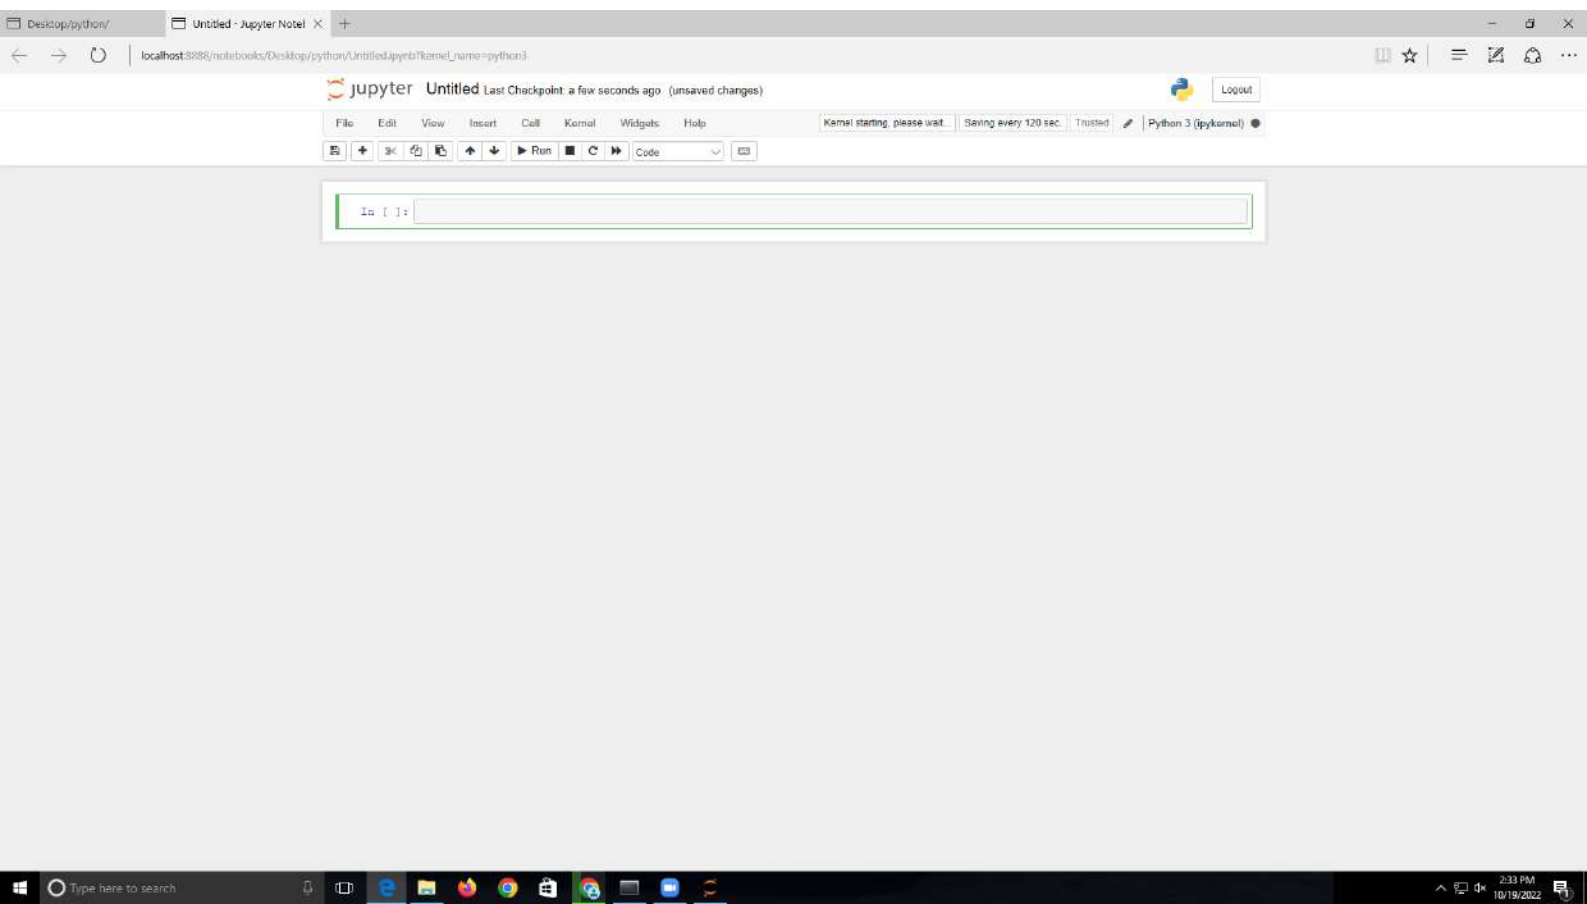 Desktop/python/
Untitled - Jupyter Notel
localhost:8888/notebooks/Desktop/python/Untitled.ipynb?kernel_name=python3
jupyter Untitled Last Checkpoint: a few seconds ago (unsaved changes)
Logout
File Edit View Insert Cell Kernel Widgets Help
Kernel starting, please wait... Saving every 120 sec. Trusted Python 3 (ipykernel)
Run Code
In [ ]:
Type here to search
2:33 PM
10/19/2022